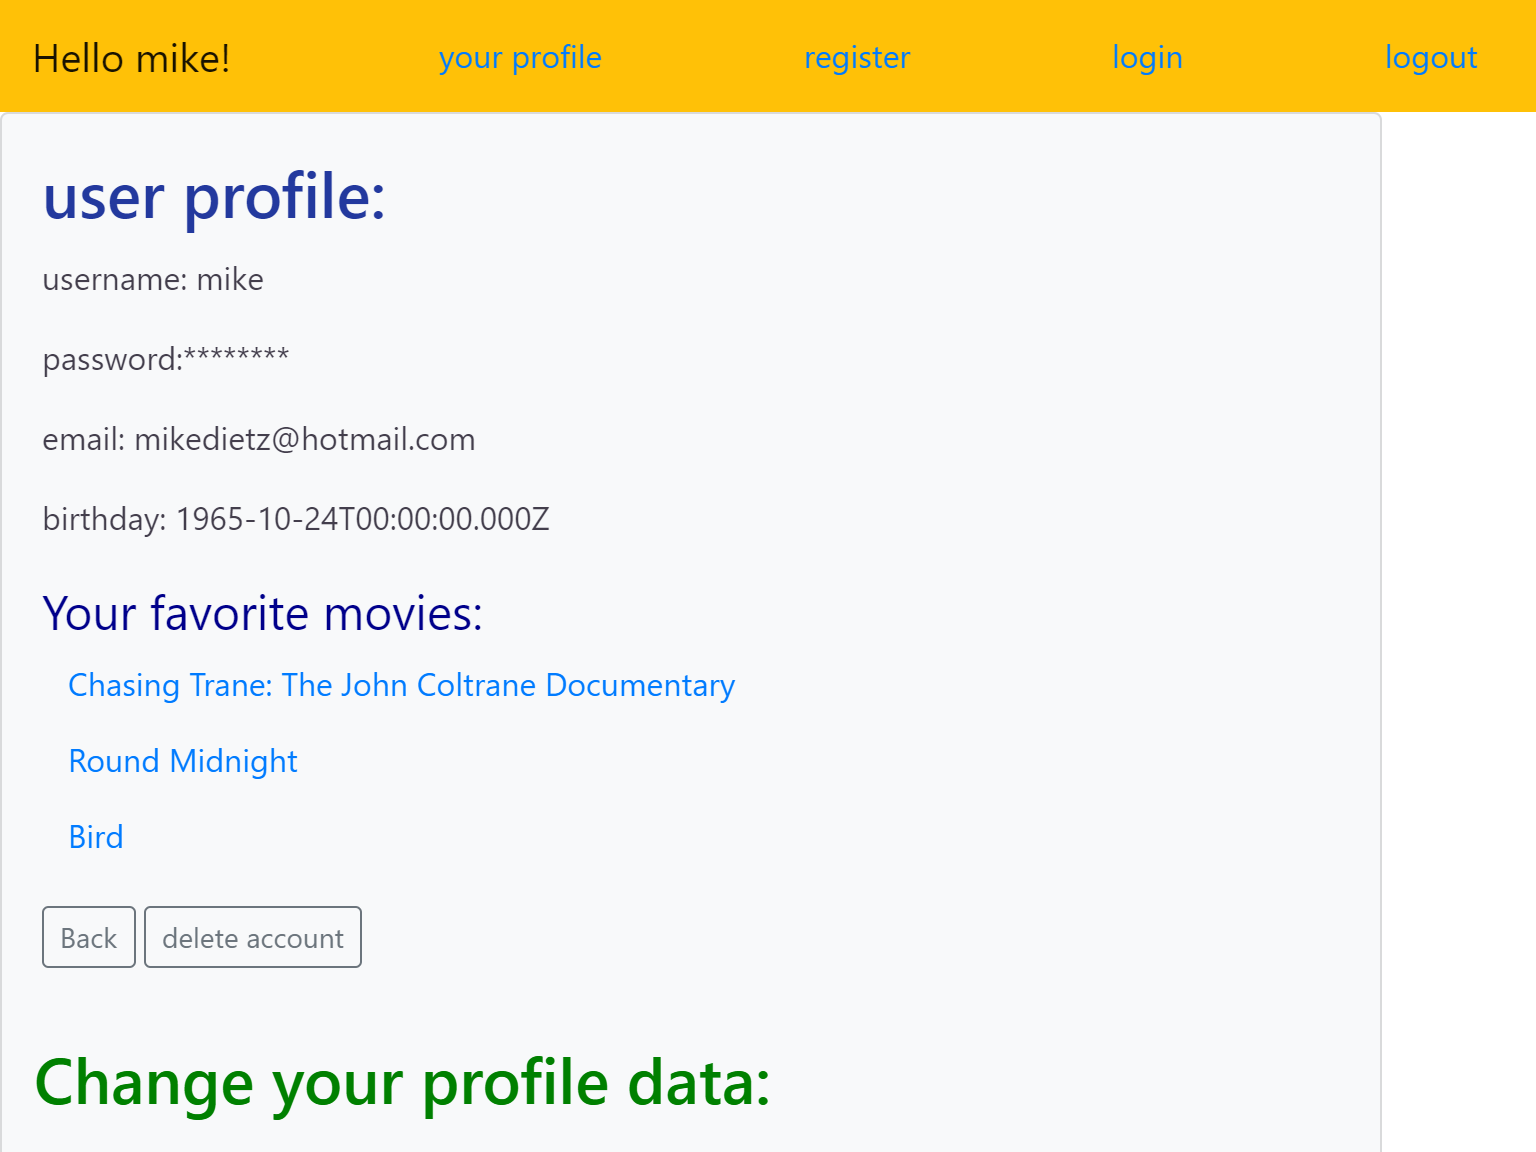 Hello mike! your profile register login logout
user profile:
username: mike
password:********
email: mikedietz@hotmail.com
birthday: 1965-10-24T00:00:00.000Z
Your favorite movies:
Chasing Trane: The John Coltrane Documentary
Round Midnight
Bird
Back delete account
Change your profile data: